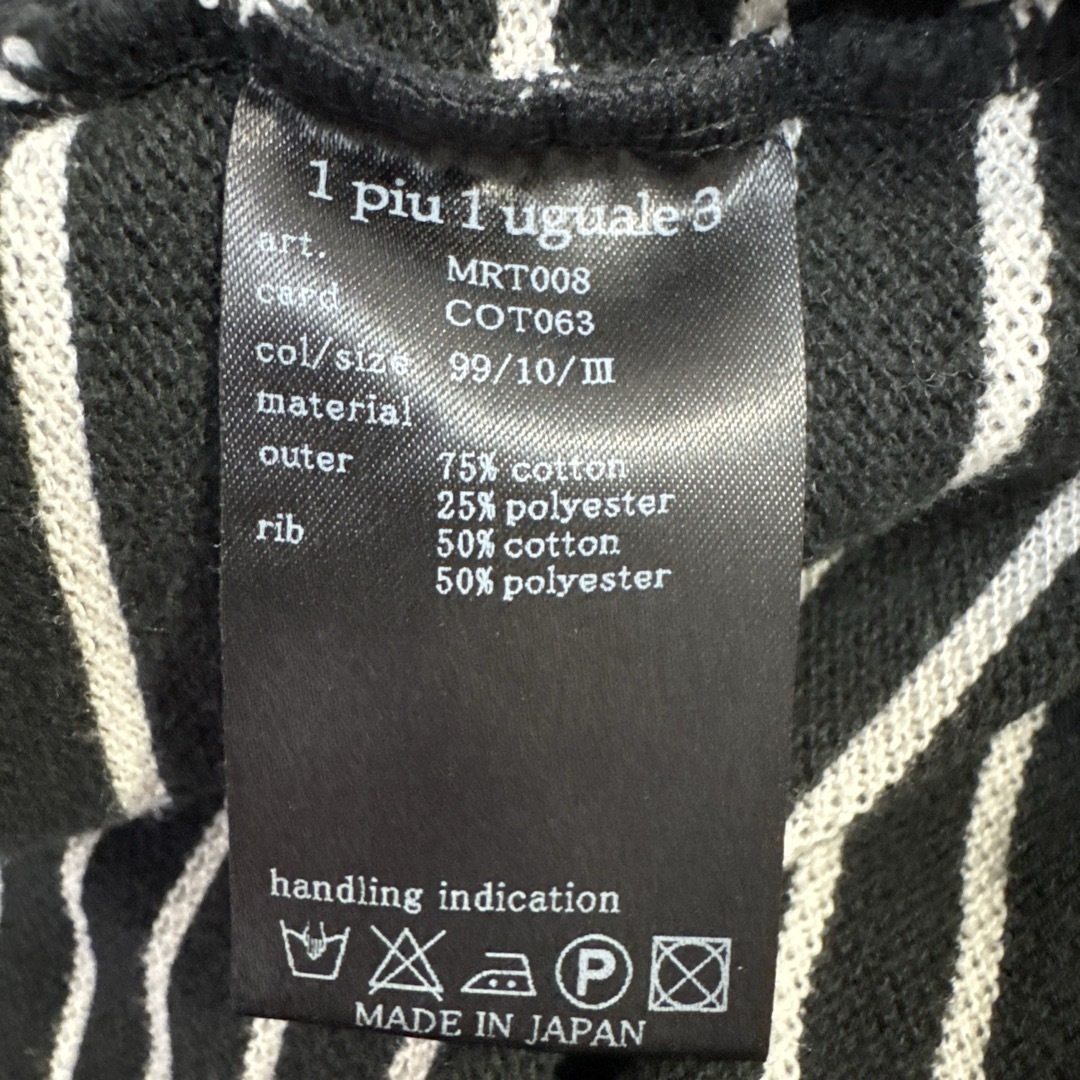 1 piu 1 uguale 3
art. MRT008
card COT063
col/size 99/10/Ⅲ
material
outer 75% cotton
25% polyester
rib 50% cotton
50% polyester
handling indication
P
MADE IN JAPAN